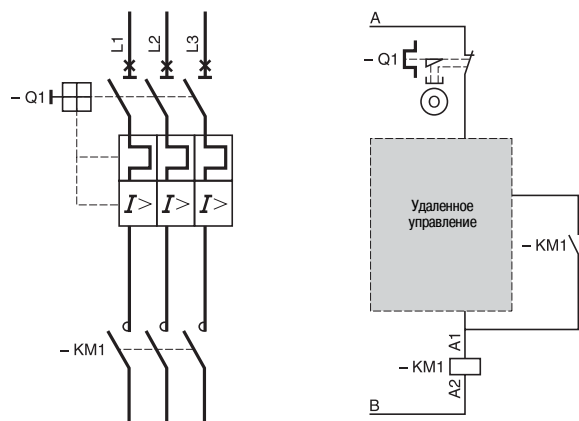 L1
L2
L3
– Q1
I>
I>
I>
– KM1
A
– Q1
Удаленное
управление
– KM1
A1
– KM1
A2
B